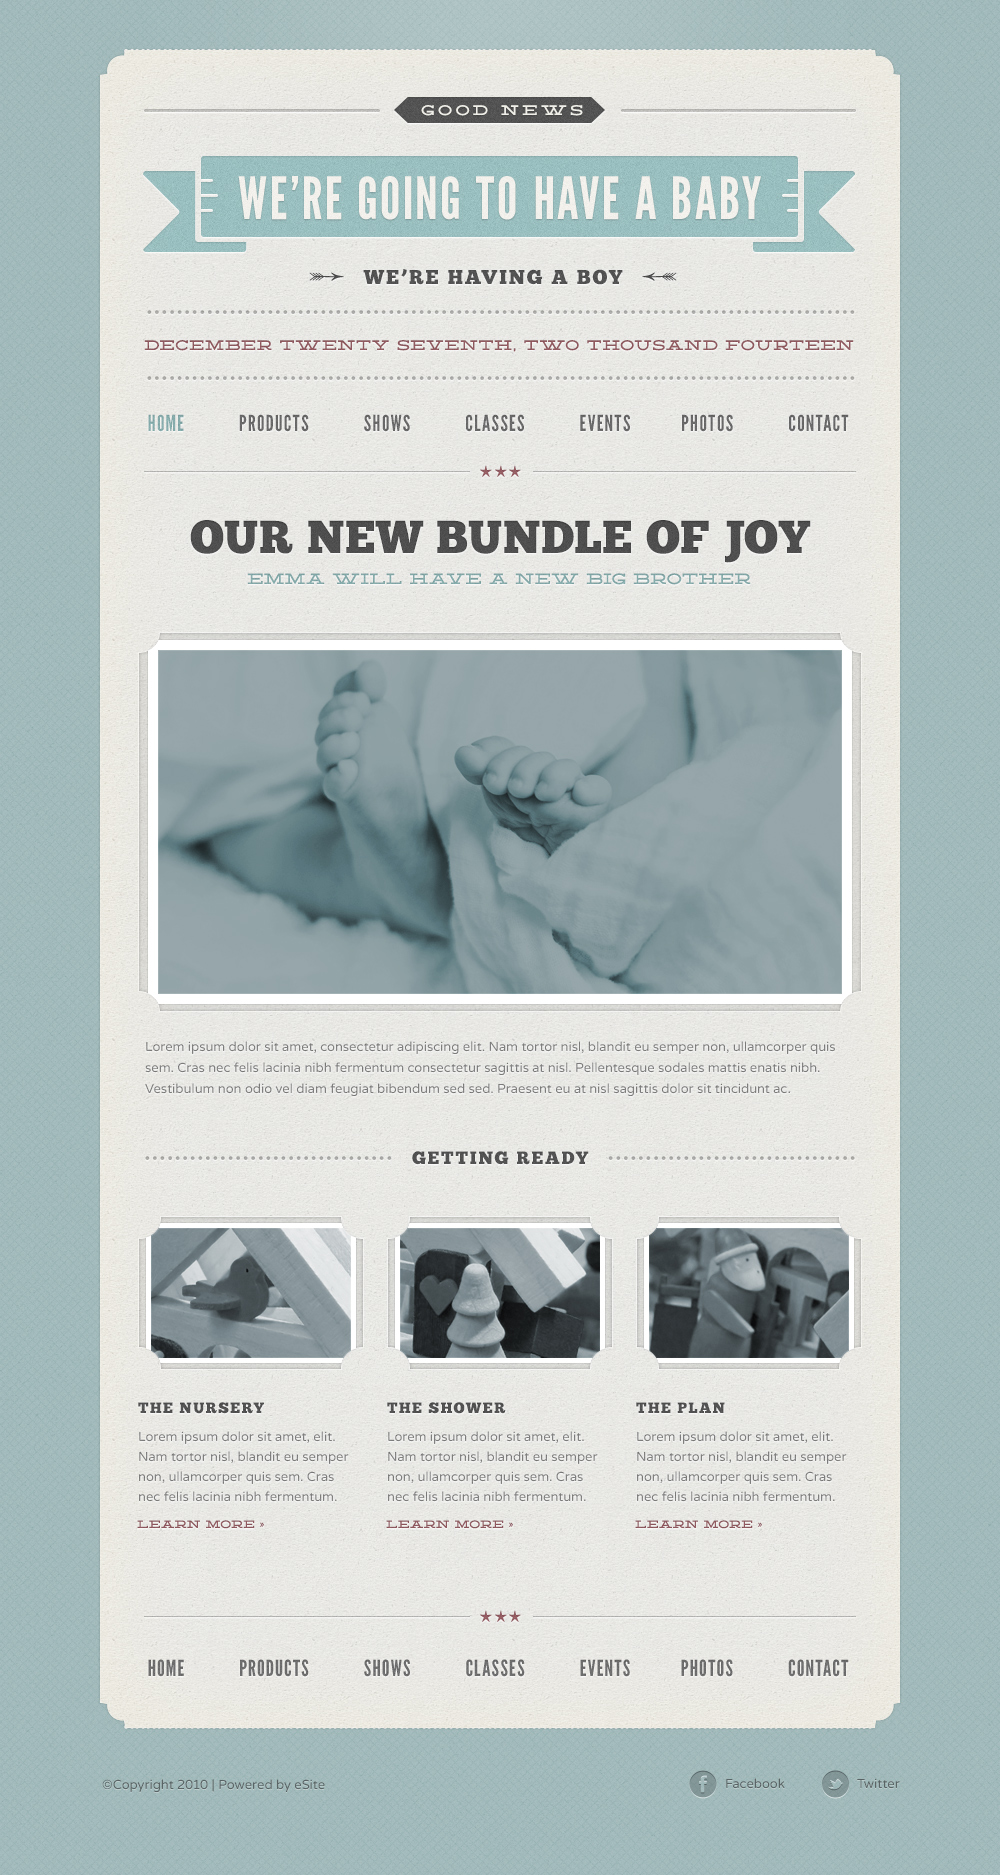 GOOD NEWS
WE'RE GOING TO HAVE A BABY
WE'RE HAVING A BOY
DECEMBER TWENTY SEVENTH, TWO THOUSAND FOURTEEN
HOME PRODUCTS SHOWS CLASSES EVENTS PHOTOS CONTACT
OUR NEW BUNDLE OF JOY
EMMA WILL HAVE A NEW BIG BROTHER
Lorem ipsum dolor sit amet, consectetur adipiscing elit. Nam tortor nisl, blandit eu semper non, ullamcorper quis
sem. Cras nec felis lacinia nibh fermentum consectetur sagittis at nisl. Pellentesque sodales mattis enatis nibh.
Vestibulum non odio vel diam feugiat bibendum sed sed. Praesent eu at nisl sagittis dolor sit tincidunt ac.
GETTING READY
THE NURSERY
Lorem ipsum dolor sit amet, elit.
Nam tortor nisl, blandit eu semper
non, ullamcorper quis sem. Cras
nec felis lacinia nibh fermentum.
LEARN MORE »
THE SHOWER
Lorem ipsum dolor sit amet, elit.
Nam tortor nisl, blandit eu semper
non, ullamcorper quis sem. Cras
nec felis lacinia nibh fermentum.
LEARN MORE »
THE PLAN
Lorem ipsum dolor sit amet, elit.
Nam tortor nisl, blandit eu semper
non, ullamcorper quis sem. Cras
nec felis lacinia nibh fermentum.
LEARN MORE »
HOME PRODUCTS SHOWS CLASSES EVENTS PHOTOS CONTACT
©Copyright 2010 | Powered by eSite
Facebook
Twitter